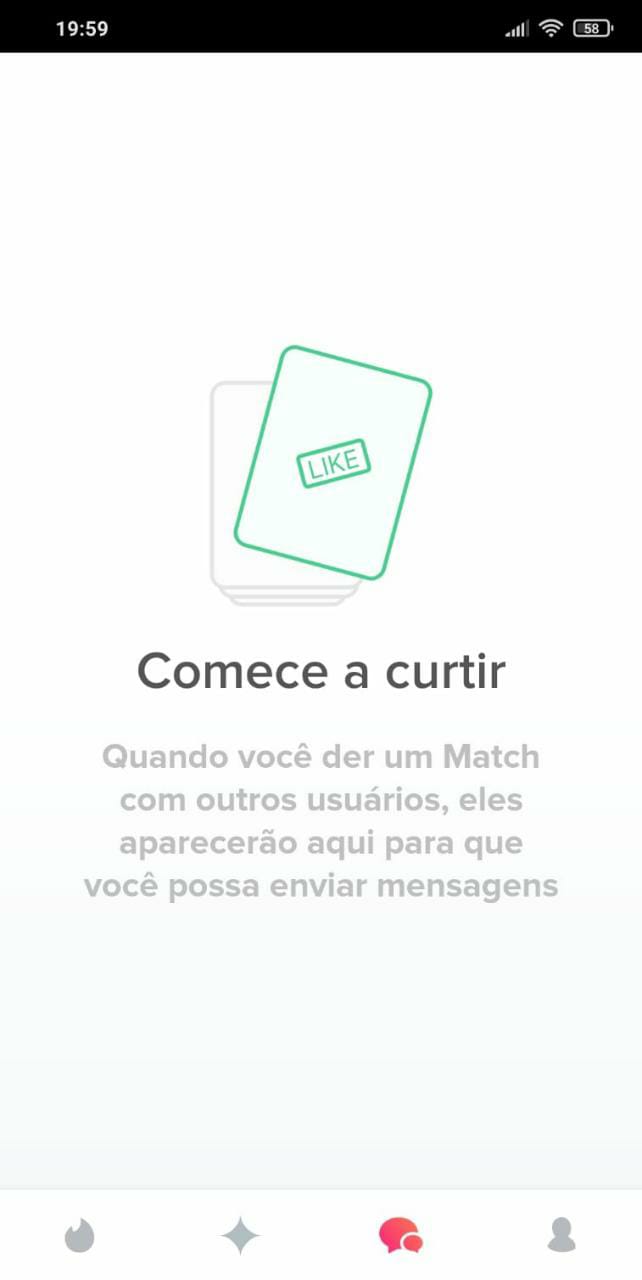 19:59
58
LIKE
Comece a curtir
Quando você der um Match
com outros usuários, eles
aparecerão aqui para que
você possa enviar mensagens